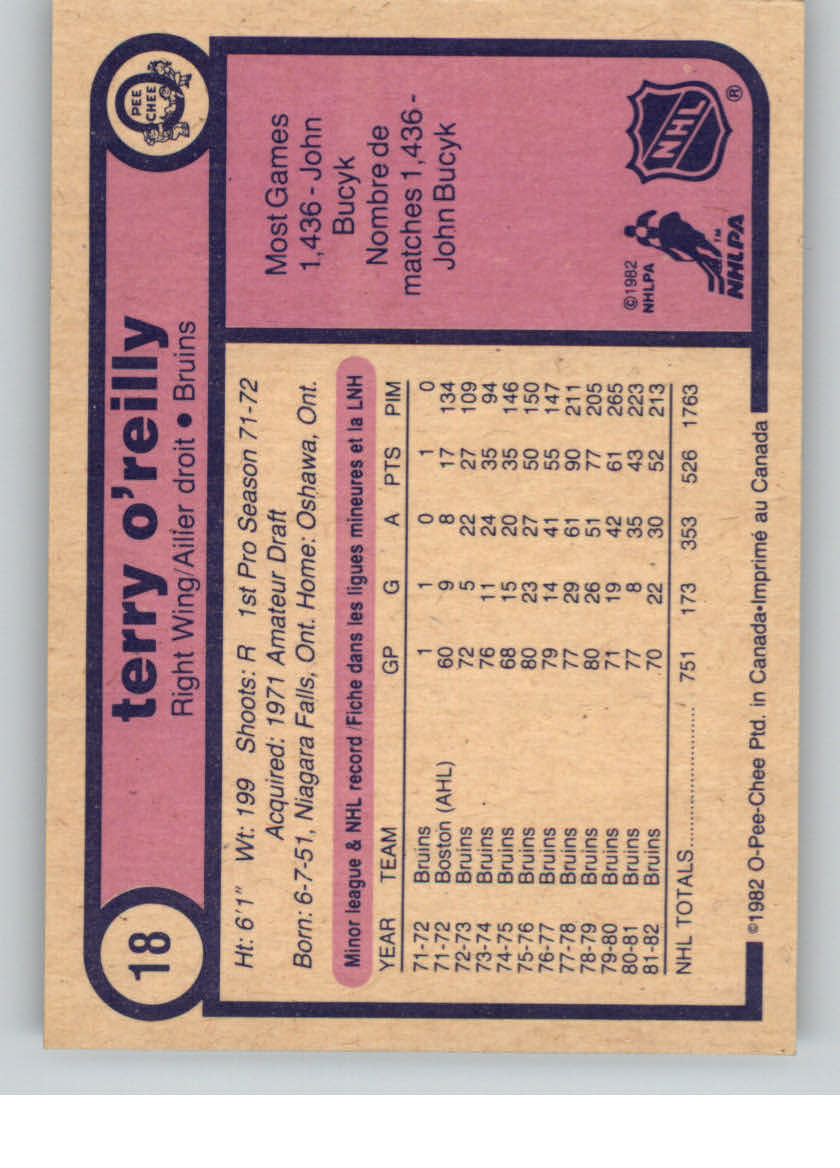 18
terry o'reilly
Right Wing/Ailier droit • Bruins
O
PEE
CHEE
Ht: 6'1" Wt: 199 Shoots: R 1st Pro Season 71-72
Acquired: 1971 Amateur Draft
Born: 6-7-51, Niagara Falls, Ont. Home: Oshawa, Ont.
Minor league & NHL record/Fiche dans les ligues mineures et la LNH
YEAR TEAM GP G A PTS PIM
71-72 Bruins 1 1 0 1 0
71-72 Boston (AHL) 60 9 8 17 134
72-73 Bruins 72 5 22 27 109
73-74 Bruins 76 11 24 35 94
74-75 Bruins 68 15 20 35 146
75-76 Bruins 80 23 27 50 150
76-77 Bruins 79 14 41 55 147
77-78 Bruins 77 29 61 90 211
78-79 Bruins 80 26 51 77 205
79-80 Bruins 71 19 42 61 265
80-81 Bruins 77 8 35 43 223
81-82 Bruins 70 22 30 52 213
NHL TOTALS.................... 751 173 353 526 1763
©1982 O-Pee-Chee Ptd. in Canada•Imprimé au Canada
Most Games
1,436 - John
Bucyk
Nombre de
matches 1,436 -
John Bucyk
©1982
NHLPA
NHLPA
TM
NHL
®